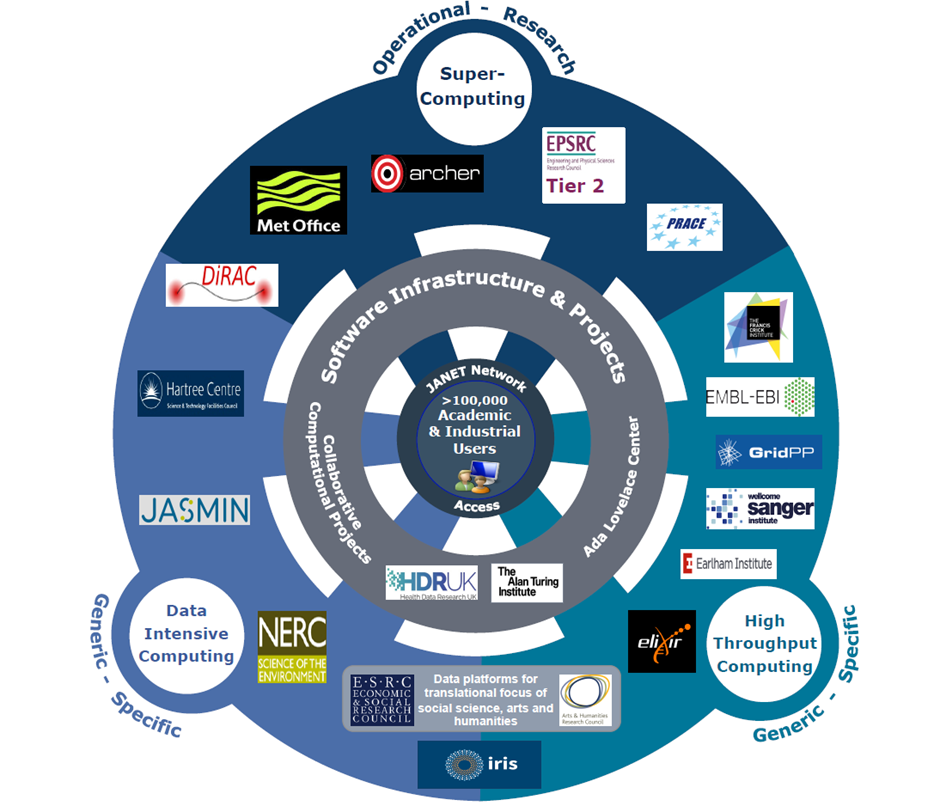 Operational - Research
Super-
Computing
EPSRC
Engineering and Physical Sciences
Research Council
Tier 2
archer
Met Office
PRACE
DiRAC
THE
FRANCIS
CRICK
INSTITUTE
Software Infrastructure & Projects
JANET Network
>100,000
Academic
& Industrial
Users
Access
Hartree Centre
Science & Technology Facilities Council
EMBL-EBI
GridPP
Collaborative
Computational Projects
Ada Lovelace Center
JASMIN
wellcome
sanger
institute
Earlham Institute
HDRUK
Health Data Research UK
The
Alan Turing
Institute
Data
Intensive
Computing
Generic - Specific
NERC
SCIENCE OF THE
ENVIRONMENT
elixir
High
Throughput
Computing
Generic - Specific
E·S·R·C
ECONOMIC
& SOCIAL
RESEARCH
COUNCIL
Data platforms for
translational focus of
social science, arts and
humanities
Arts & Humanities
Research Council
iris